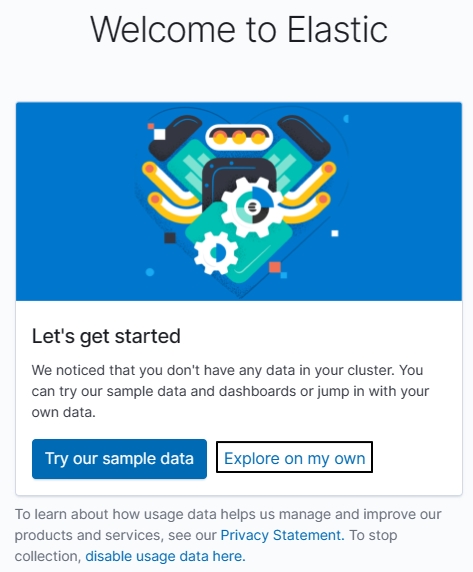 Welcome to Elastic
Let's get started
We noticed that you don't have any data in your cluster. You
can try our sample data and dashboards or jump in with your
own data.
Try our sample data Explore on my own
To learn about how usage data helps us manage and improve our
products and services, see our Privacy Statement. To stop
collection, disable usage data here.